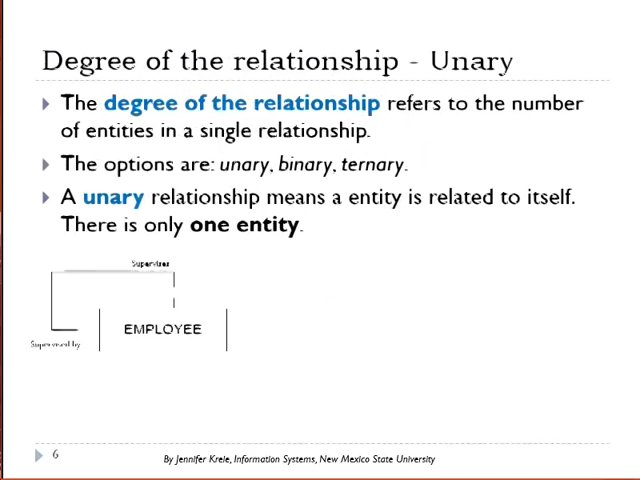 Degree of the relationship - Unary
The degree of the relationship refers to the number
of entities in a single relationship.
The options are: unary, binary, ternary.
A unary relationship means a entity is related to itself.
There is only one entity.
Supervises
EMPLOYEE
Supervised by
6
By Jennifer Kreie, Information Systems, New Mexico State University